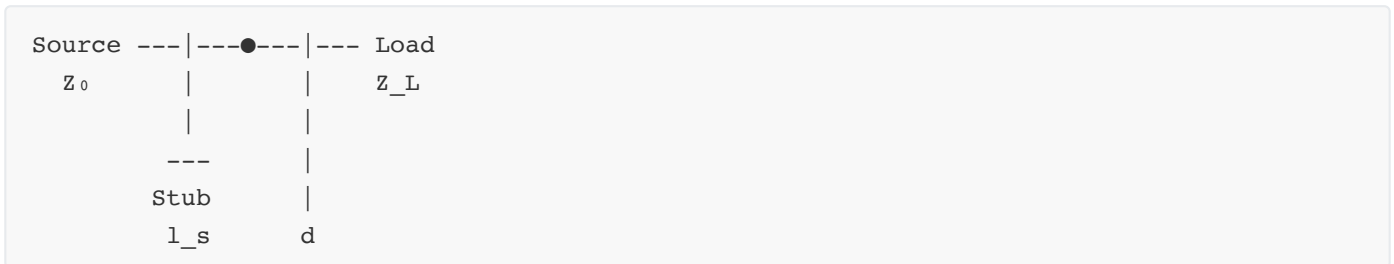 Source ---|---●---|--- Load
  Z₀      |       |    Z_L
          |       |
         ---      |
        Stub      |
         l_s      d